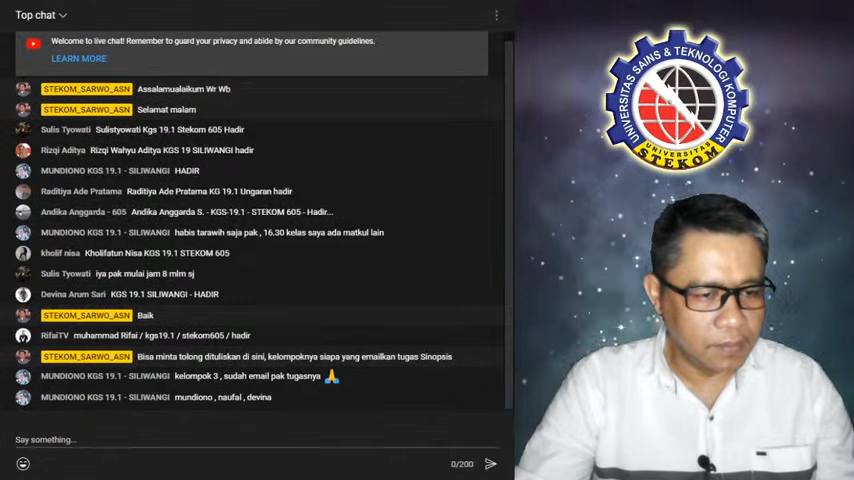 Top chat
Welcome to live chat! Remember to guard your privacy and abide by our community guidelines.
LEARN MORE
STEKOM_SARWO_ASN Assalamualaikum Wr Wb
STEKOM_SARWO_ASN Selamat malam
Sulis Tyowati Sulistyowati Kgs 19.1 Stekom 605 Hadir
Rizqi Aditya Rizqi Wahyu Aditya KGS 19 SILIWANGI hadir
MUNDIONO KGS 19.1 - SILIWANGI HADIR
Raditiya Ade Pratama Raditiya Ade Pratama KG 19.1 Ungaran hadir
Andika Anggarda - 605 Andika Anggarda S. - KGS-19.1 - STEKOM 605 - Hadir...
MUNDIONO KGS 19.1 - SILIWANGI habis tarawih saja pak , 16.30 kelas saya ada matkul lain
kholif nisa Kholifatun Nisa KGS 19.1 STEKOM 605
Sulis Tyowati iya pak mulai jam 8 mlm sj
Devina Arum Sari KGS 19.1 SILIWANGI - HADIR
STEKOM_SARWO_ASN Baik
RifaiTV muhammad Rifai / kgs19.1 / stekom605 / hadir
STEKOM_SARWO_ASN Bisa minta tolong dituliskan di sini, kelompoknya siapa yang emailkan tugas Sinopsis
MUNDIONO KGS 19.1 - SILIWANGI kelompok 3 , sudah email pak tugasnya 🙏
MUNDIONO KGS 19.1 - SILIWANGI mundiono , naufal , devina
Say something...
0/200
UNIVERSITAS SAINS & TEKNOLOGI KOMPUTER
UNIVERSITAS
STEKOM